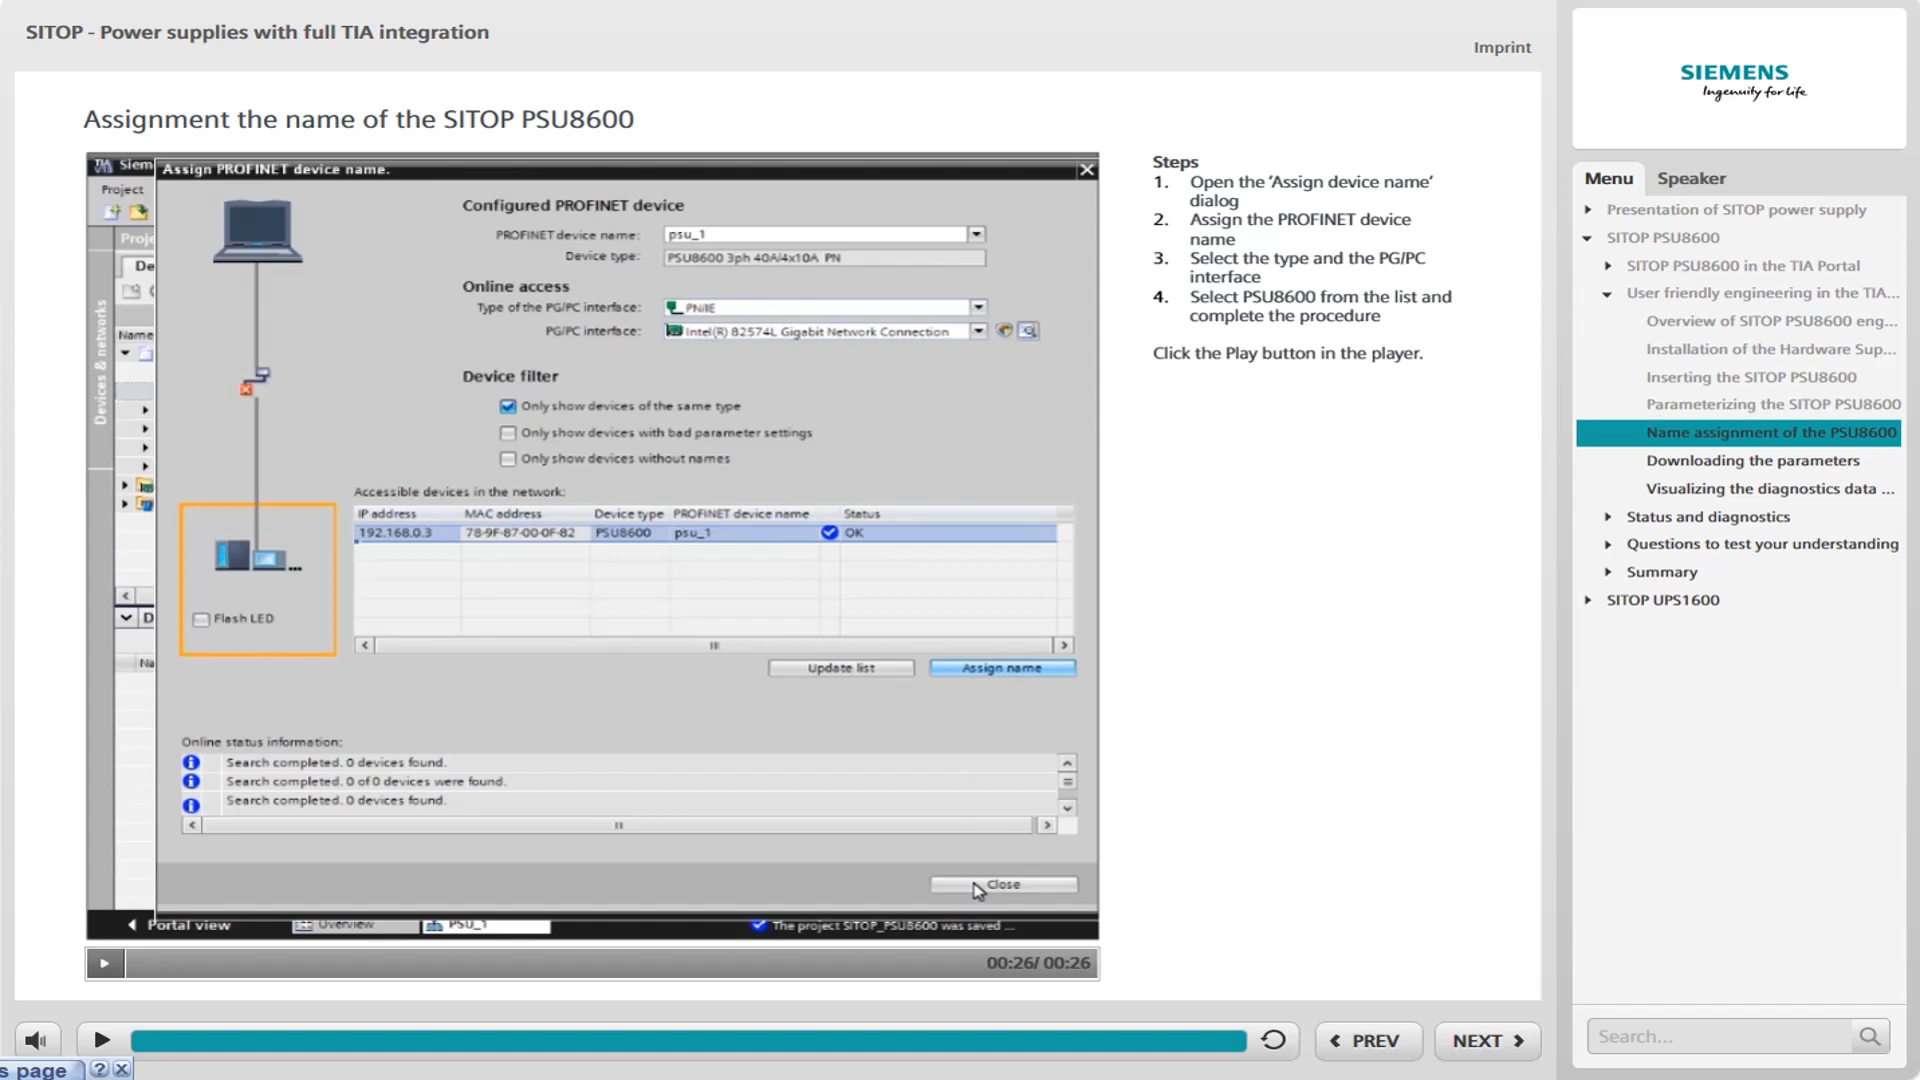 SITOP - Power supplies with full TIA integration
Imprint
SIEMENS
Ingenuity for life
Assignment the name of the SITOP PSU8600
Siem
Assign PROFINET device name.
Project
Configured PROFINET device
PROFINET device name: psu_1
Device type: PSU8600 3ph 40A/4x10A PN
Online access
Type of the PG/PC interface: PN/IE
PG/PC interface: Intel(R) 82574L Gigabit Network Connection
Device filter
Only show devices of the same type
Only show devices with bad parameter settings
Only show devices without names
Devices & networks
Proje
De
Name
D
Na
Accessible devices in the network:
IP address MAC address Device type PROFINET device name Status
192.168.0.3 78-9F-87-00-0F-82 PSU8600 psu_1 OK
Flash LED
Update list Assign name
Online status information:
Search completed. 0 devices found.
Search completed. 0 of 0 devices were found.
Search completed. 0 devices found.
Close
Portal view Overview PSU_1 The project SITOP_PSU8600 was saved ...
00:26/ 00:26
Steps
1. Open the ‘Assign device name’
dialog
2. Assign the PROFINET device
name
3. Select the type and the PG/PC
interface
4. Select PSU8600 from the list and
complete the procedure
Click the Play button in the player.
Menu Speaker
Presentation of SITOP power supply
SITOP PSU8600
SITOP PSU8600 in the TIA Portal
User friendly engineering in the TIA...
Overview of SITOP PSU8600 eng...
Installation of the Hardware Sup...
Inserting the SITOP PSU8600
Parameterizing the SITOP PSU8600
Name assignment of the PSU8600
Downloading the parameters
Visualizing the diagnostics data ...
Status and diagnostics
Questions to test your understanding
Summary
SITOP UPS1600
PREV NEXT
Search...
s page ?